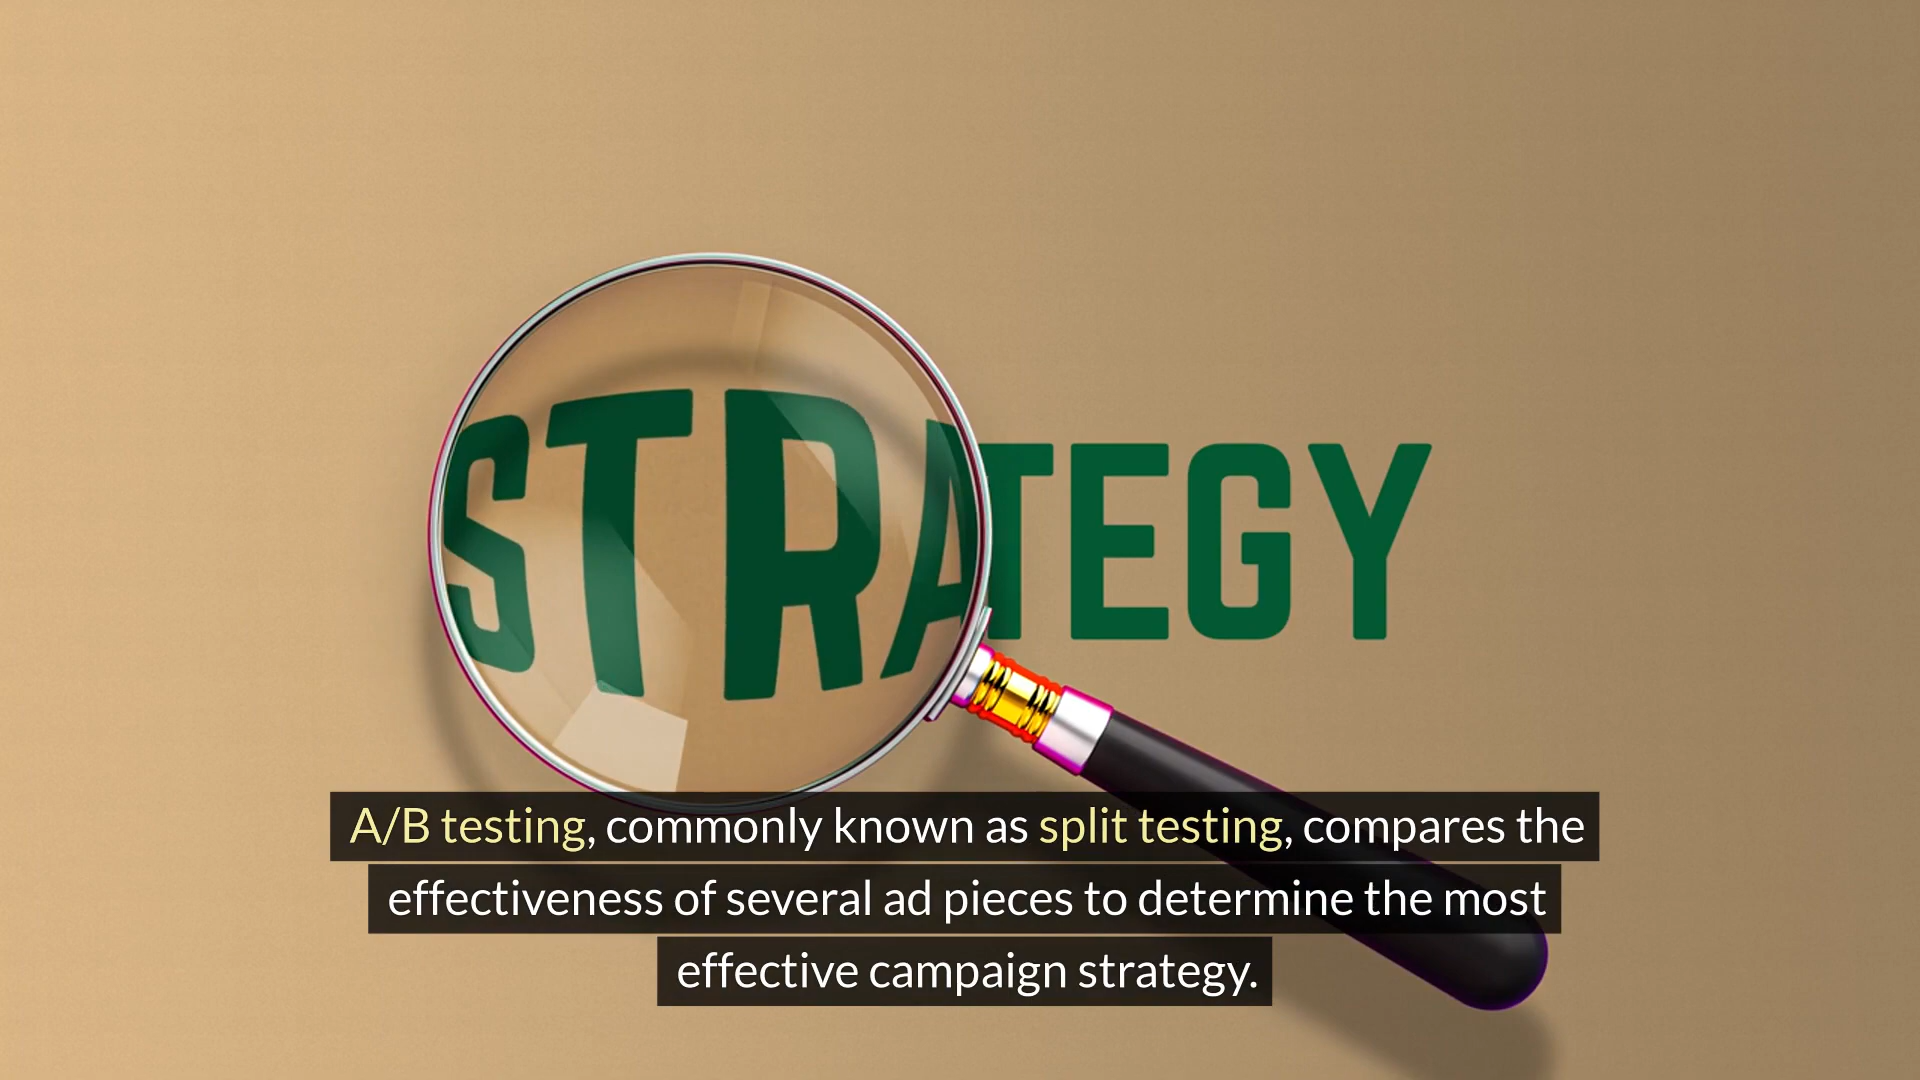 STRATEGY
A/B testing, commonly known as split testing, compares the
effectiveness of several ad pieces to determine the most
effective campaign strategy.